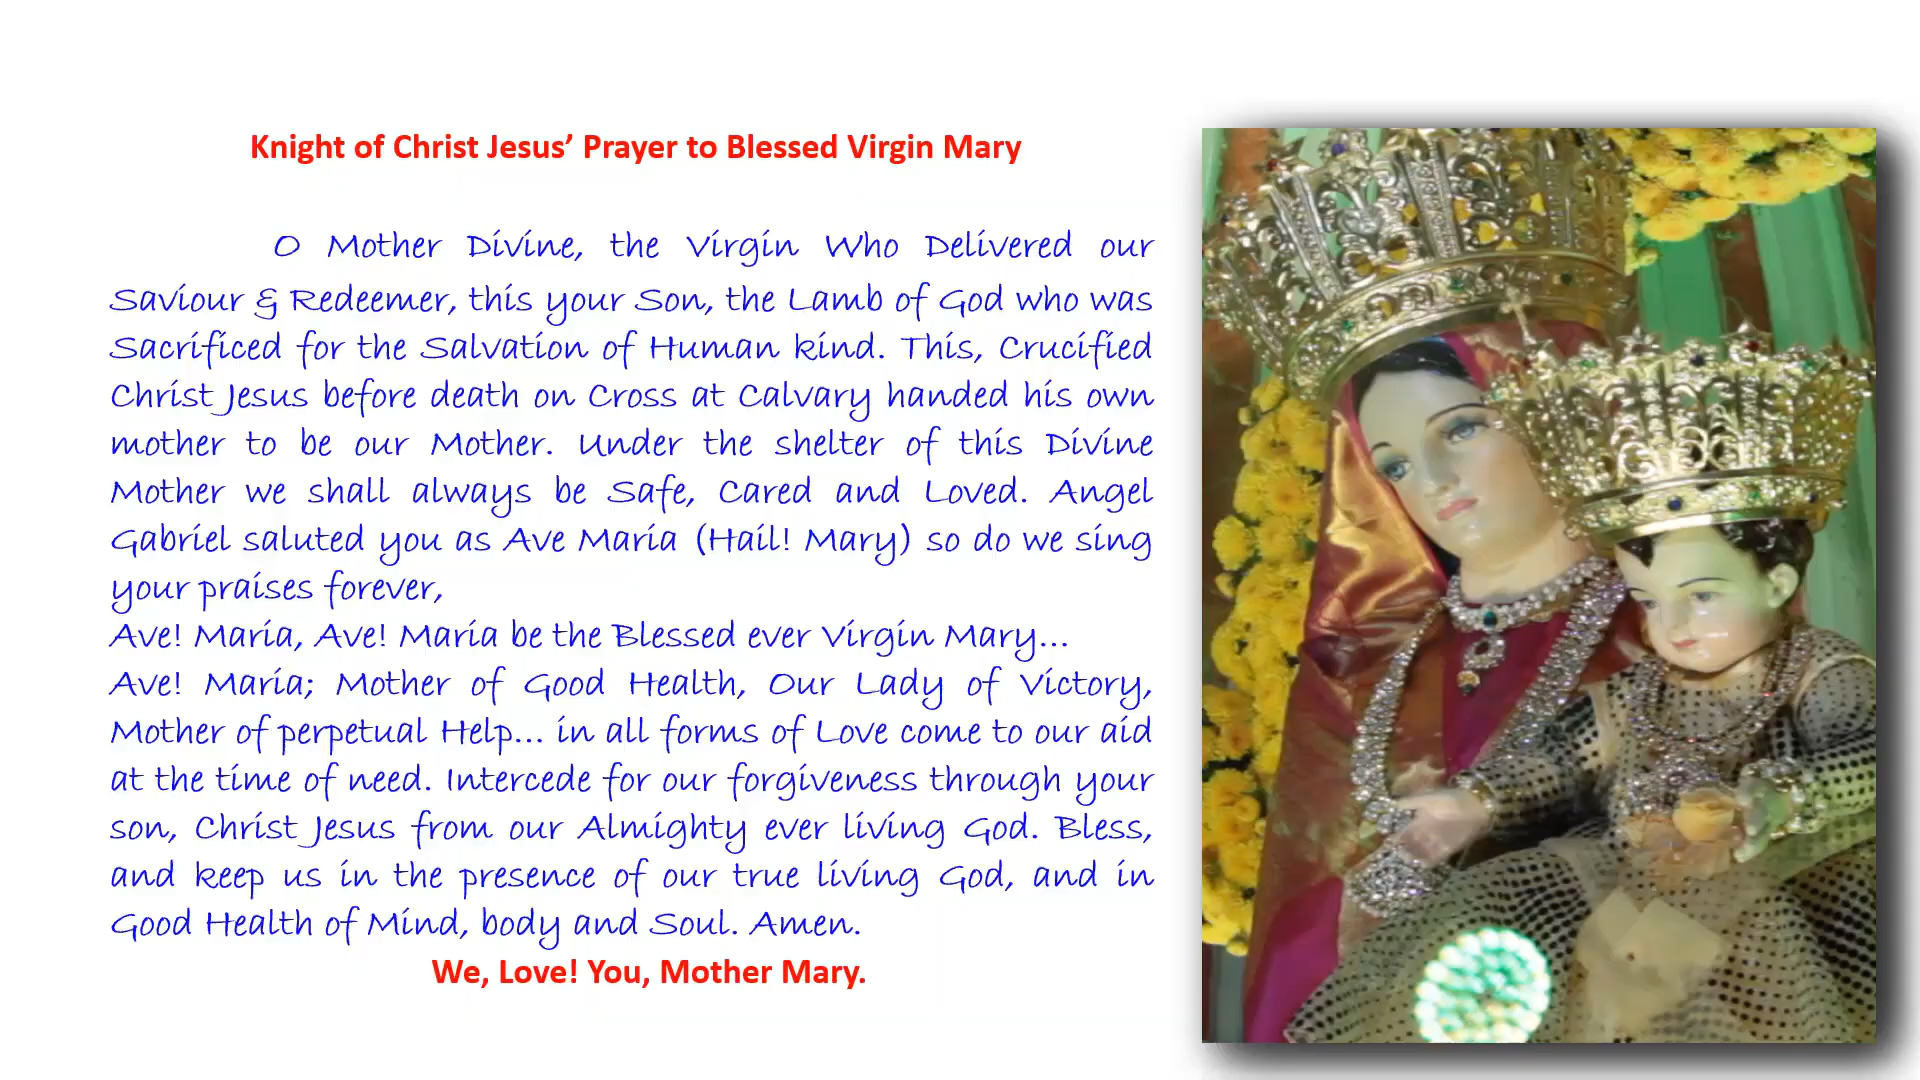 Knight of Christ Jesus’ Prayer to Blessed Virgin Mary
O Mother Divine, the Virgin Who Delivered our
Saviour & Redeemer, this your Son, the Lamb of God who was
Sacrificed for the Salvation of Human kind. This, Crucified
Christ Jesus before death on Cross at Calvary handed his own
mother to be our Mother. Under the shelter of this Divine
Mother we shall always be Safe, Cared and Loved. Angel
Gabriel saluted you as Ave Maria (Hail! Mary) so do we sing
your praises forever,
Ave! Maria, Ave! Maria be the Blessed ever Virgin Mary...
Ave! Maria; Mother of Good Health, Our Lady of Victory,
Mother of perpetual Help... in all forms of Love come to our aid
at the time of need. Intercede for our forgiveness through your
son, Christ Jesus from our Almighty ever living God. Bless,
and keep us in the presence of our true living God, and in
Good Health of Mind, body and Soul. Amen.
We, Love! You, Mother Mary.